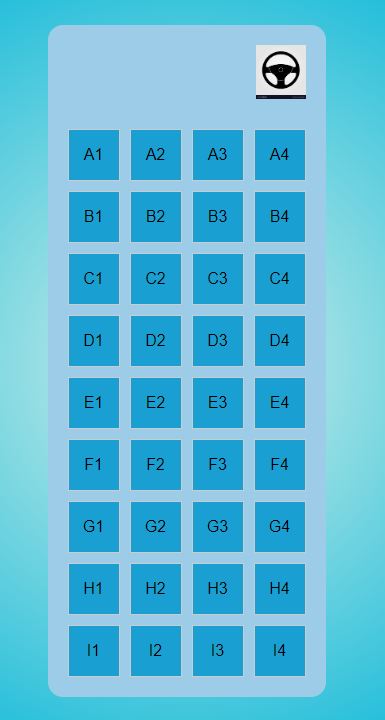 A1 A2 A3 A4
B1 B2 B3 B4
C1 C2 C3 C4
D1 D2 D3 D4
E1 E2 E3 E4
F1 F2 F3 F4
G1 G2 G3 G4
H1 H2 H3 H4
I1 I2 I3 I4